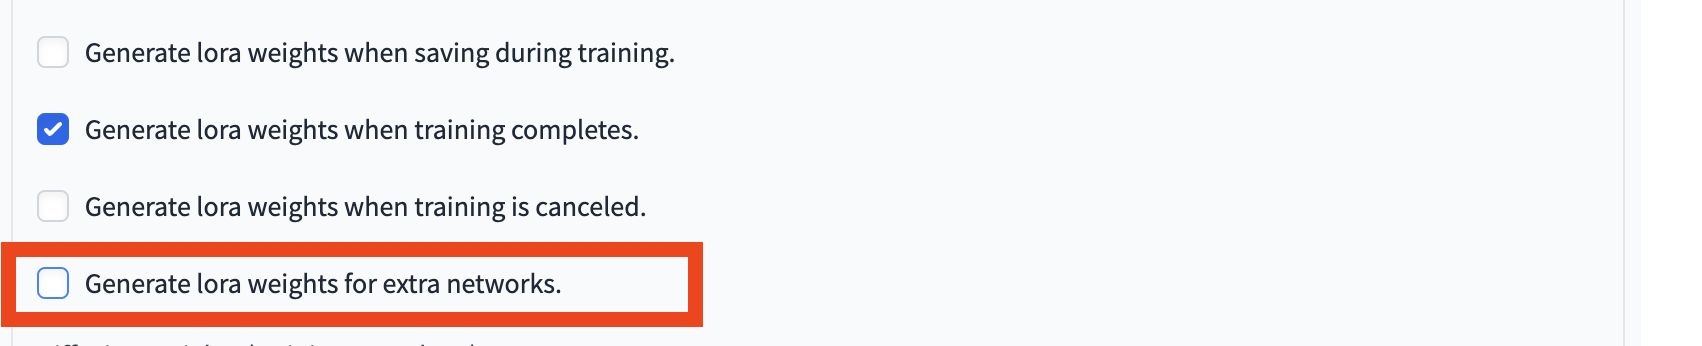 Generate lora weights when saving during training.
Generate lora weights when training completes.
Generate lora weights when training is canceled.
Generate lora weights for extra networks.